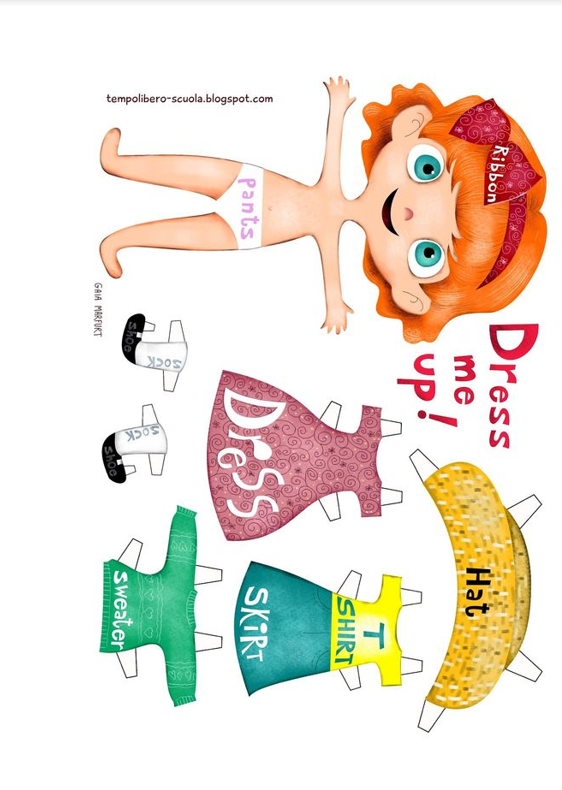 tempolibero-scuola.blogspot.com
Ribbon
pants
GAIA MARFURT
Dress
me
up!
shoe
SOCK
SOCK
shoe
Dress
Hat
sweater
SKIRT
T
SHIRT